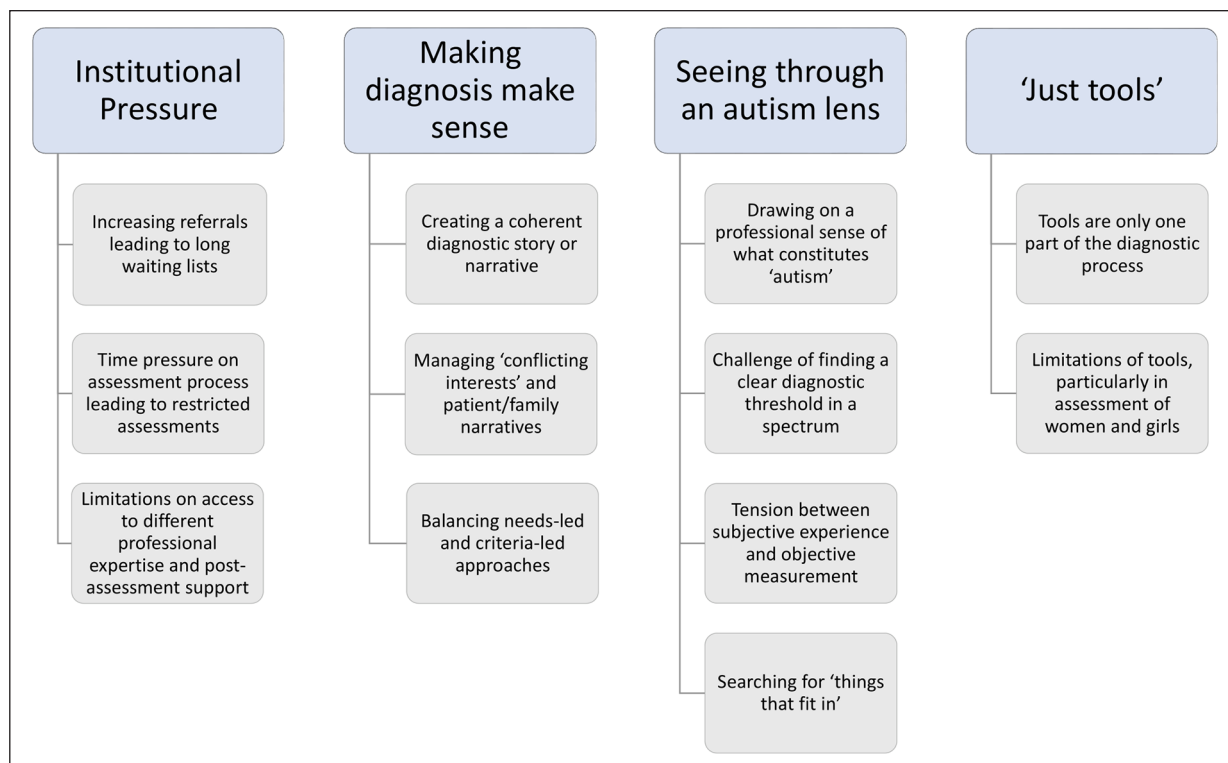 Institutional
Pressure
Increasing referrals
leading to long
waiting lists
Time pressure on
assessment process
leading to restricted
assessments
Limitations on access
to different
professional
expertise and post-
assessment support
Making
diagnosis make
sense
Creating a coherent
diagnostic story or
narrative
Managing ‘conflicting
interests’ and
patient/family
narratives
Balancing needs-led
and criteria-led
approaches
Seeing through
an autism lens
Drawing on a
professional sense of
what constitutes
‘autism’
Challenge of finding a
clear diagnostic
threshold in a
spectrum
Tension between
subjective experience
and objective
measurement
Searching for ‘things
that fit in’
‘Just tools’
Tools are only one
part of the diagnostic
process
Limitations of tools,
particularly in
assessment of
women and girls